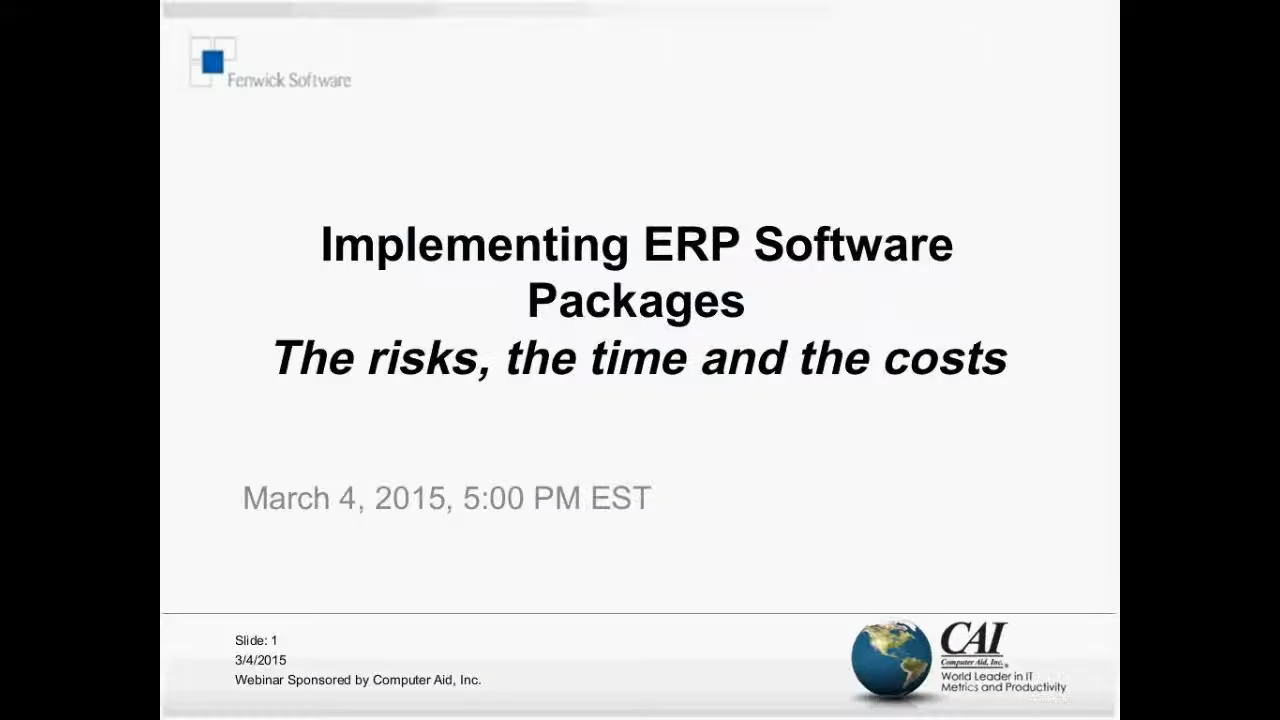 Fenwick Software
Implementing ERP Software
Packages
The risks, the time and the costs
March 4, 2015, 5:00 PM EST
Slide: 1
3/4/2015
Webinar Sponsored by Computer Aid, Inc.
CAI
Computer Aid, Inc.®
World Leader in IT
Metrics and Productivity